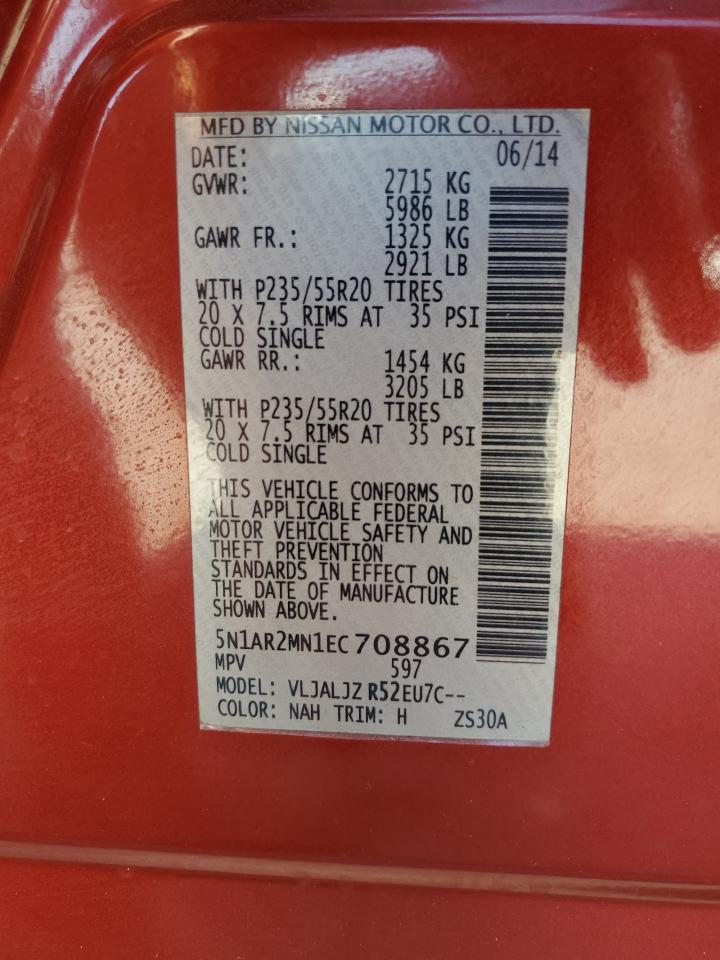 MFD BY NISSAN MOTOR CO., LTD.
DATE: 06/14
GVWR: 2715 KG
5986 LB
GAWR FR.: 1325 KG
2921 LB
WITH P235/55R20 TIRES
20 X 7.5 RIMS AT 35 PSI
COLD SINGLE
GAWR RR.: 1454 KG
3205 LB
WITH P235/55R20 TIRES
20 X 7.5 RIMS AT 35 PSI
COLD SINGLE
THIS VEHICLE CONFORMS TO
ALL APPLICABLE FEDERAL
MOTOR VEHICLE SAFETY AND
THEFT PREVENTION
STANDARDS IN EFFECT ON
THE DATE OF MANUFACTURE
SHOWN ABOVE.
5N1AR2MN1EC708867
MPV 597
MODEL: VLJALJZ R52EU7C--
COLOR: NAH TRIM: H ZS30A